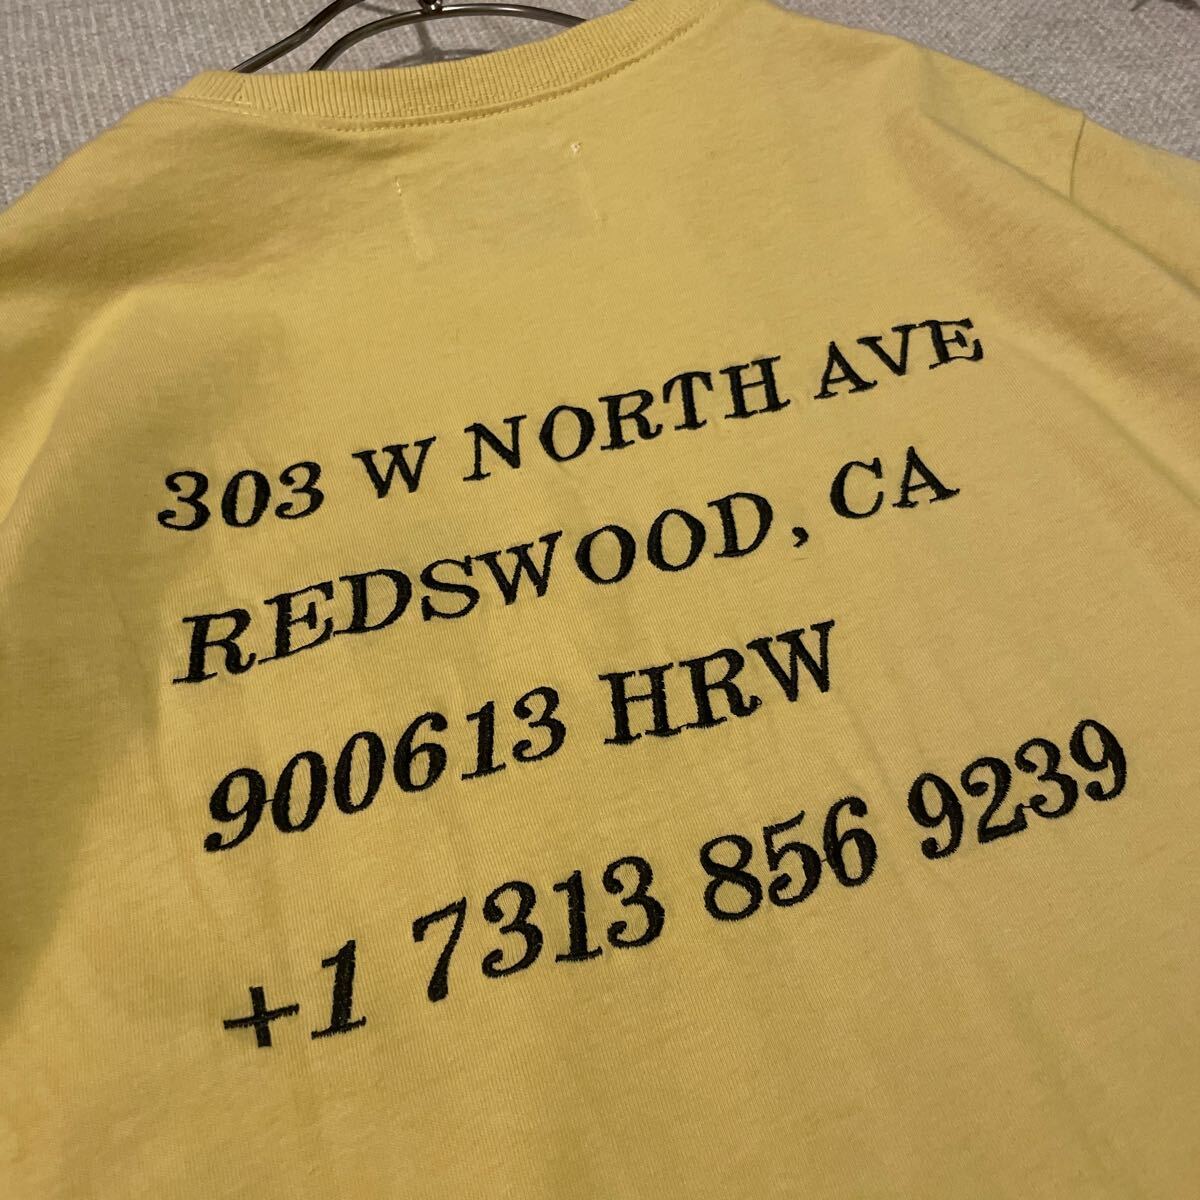 303 W NORTH AVE
REDSWOOD, CA
900613 HRW
+1 7313 856 9239